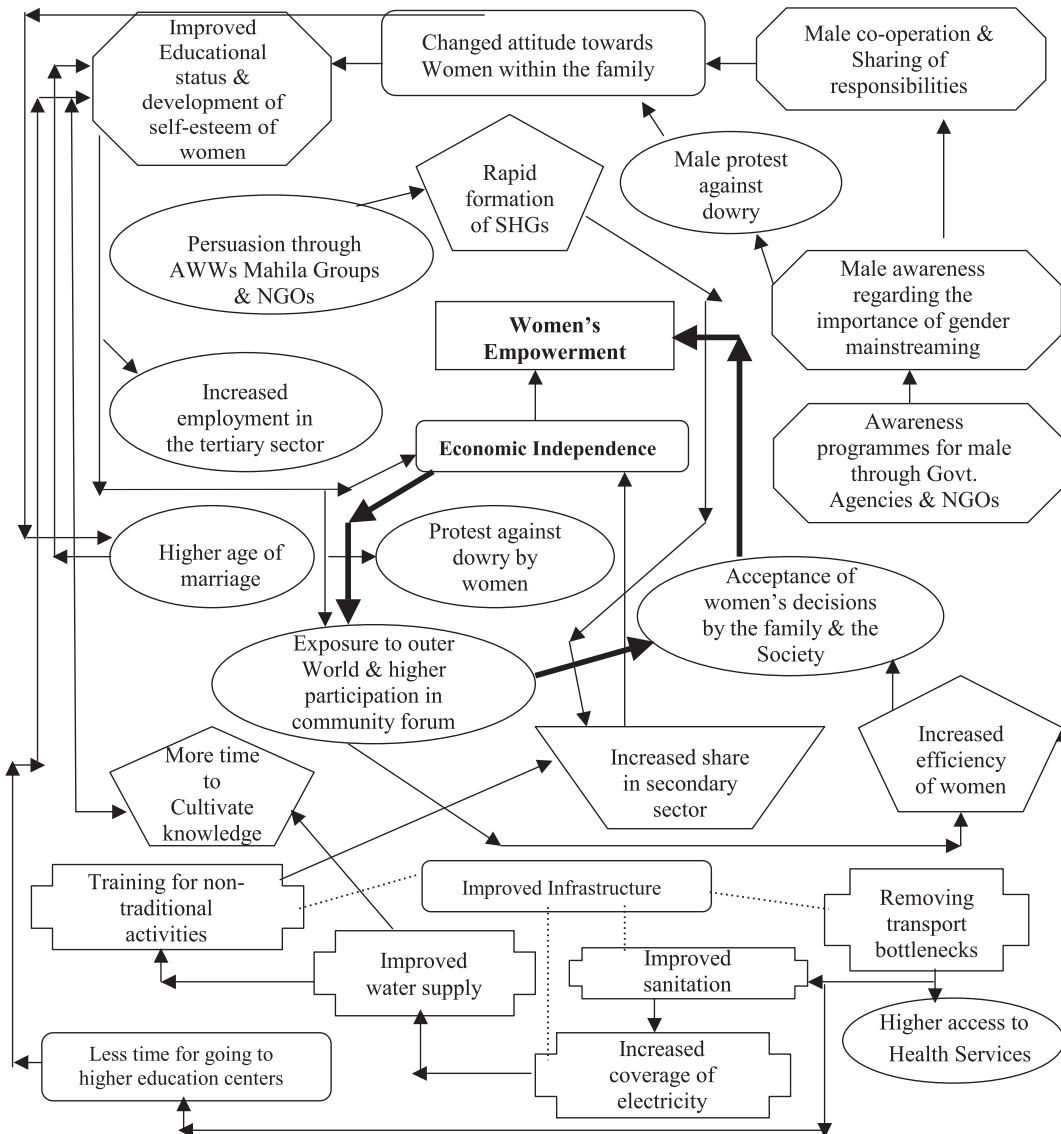 Improved
Educational
status &
development of
self-esteem of
women
Changed attitude towards
Women within the family
Male co-operation &
Sharing of
responsibilities
Rapid
formation
of SHGs
Male protest
against
dowry
Persuasion through
AWWs Mahila Groups
& NGOs
Male awareness
regarding the
importance of gender
mainstreaming
Women's
Empowerment
Increased
employment in
the tertiary sector
Economic Independence
Awareness
programmes for male
through Govt.
Agencies & NGOs
Higher age of
marriage
Protest against
dowry by
women
Acceptance of
women's decisions
by the family & the
Society
Exposure to outer
World & higher
participation in
community forum
More time
to
Cultivate
knowledge
Increased share
in secondary
sector
Increased
efficiency
of women
Training for non-
traditional
activities
Improved Infrastructure
Removing
transport
bottlenecks
Improved
water supply
Improved
sanitation
Higher access to
Health Services
Less time for going to
higher education centers
Increased
coverage of
electricity